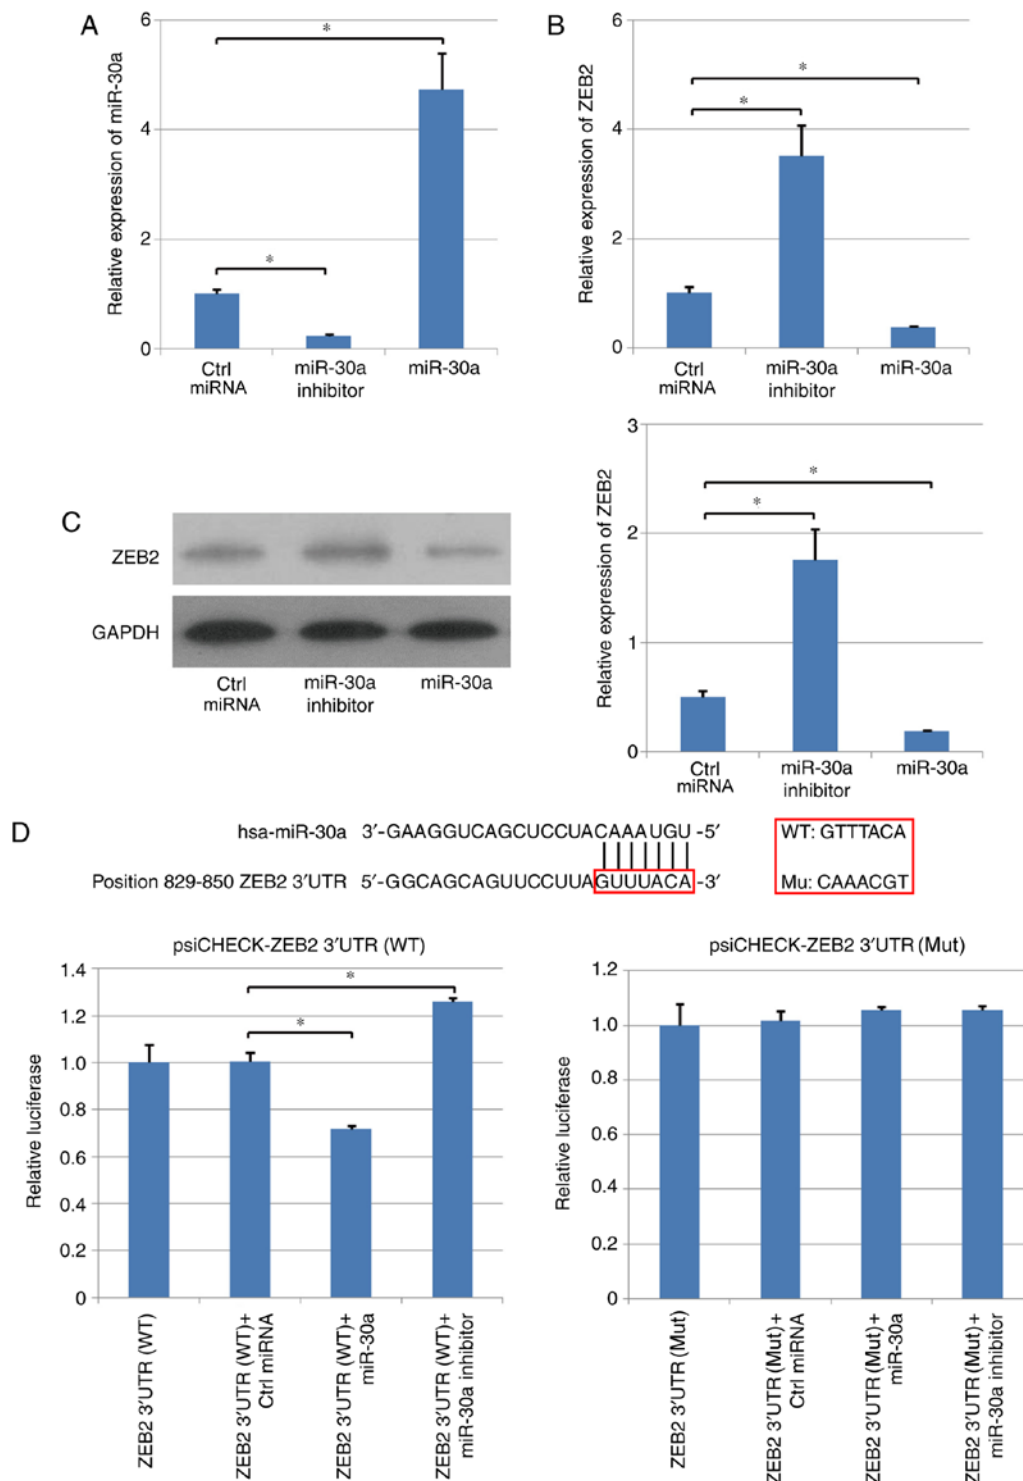 A
Relative expression of miR-30a
6
4
2
0
*
*
Ctrl
miRNA
miR-30a
inhibitor
miR-30a
B
Relative expression of ZEB2
6
4
2
0
*
*
Ctrl
miRNA
miR-30a
inhibitor
miR-30a
C
ZEB2
GAPDH
Ctrl
miRNA
miR-30a
inhibitor
miR-30a
Relative expression of ZEB2
3
2
1
0
*
*
Ctrl
miRNA
miR-30a
inhibitor
miR-30a
D
hsa-miR-30a 3′-GAAGGUCAGCUCCUACAAAUGU-5′
Position 829-850 ZEB2 3′UTR 5′-GGCAGCAGUUCCUUAGUUUACA-3′
WT: GTTTACA
Mu: CAAACGT
psiCHECK-ZEB2 3′UTR (WT)
Relative luciferase
1.4
1.2
1.0
0.8
0.6
0.4
0.2
0
*
*
ZEB2 3′UTR (WT)
ZEB2 3′UTR (WT)+
Ctrl miRNA
ZEB2 3′UTR (WT)+
miR-30a
ZEB2 3′UTR (WT)+
miR-30a inhibitor
psiCHECK-ZEB2 3′UTR (Mut)
Relative luciferase
1.2
1.0
0.8
0.6
0.4
0.2
0
ZEB2 3′UTR (Mut)
ZEB2 3′UTR (Mut)+
Ctrl miRNA
ZEB2 3′UTR (Mut)+
miR-30a
ZEB2 3′UTR (Mut)+
miR-30a inhibitor